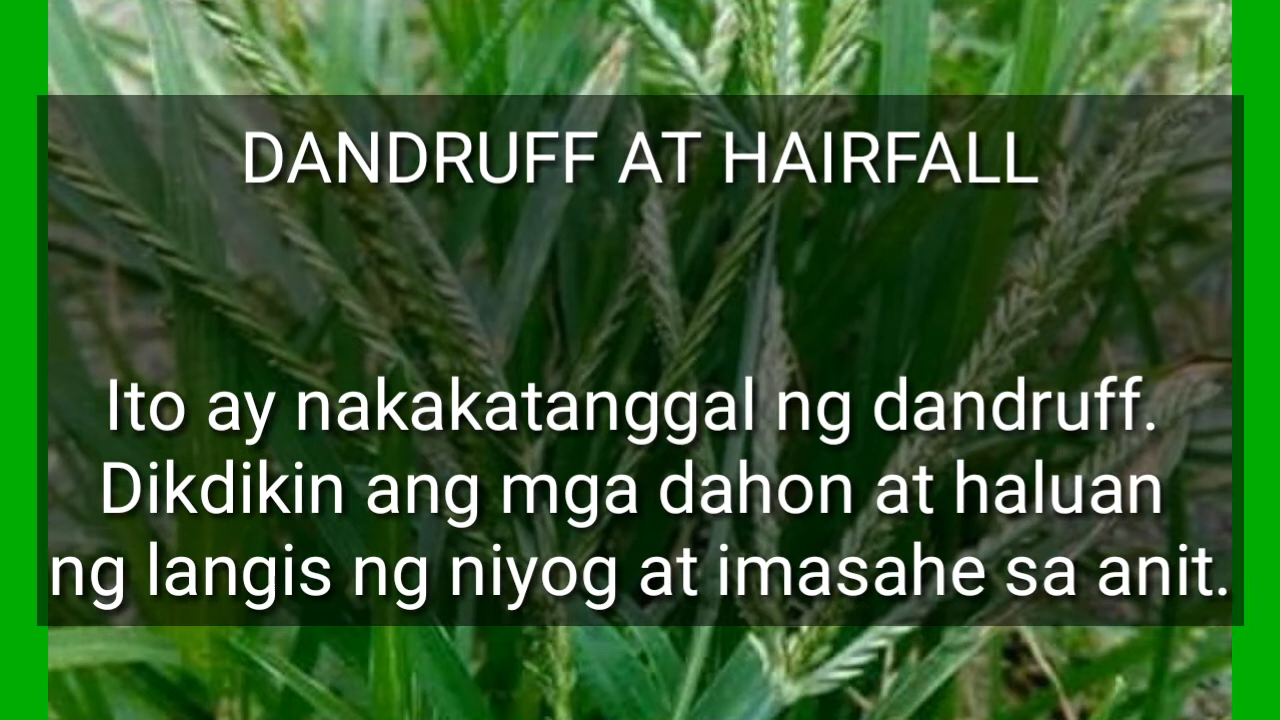 DANDRUFF AT HAIRFALL
Ito ay nakakatanggal ng dandruff.
Dikdikin ang mga dahon at haluan
ng langis ng niyog at imasahe sa anit.